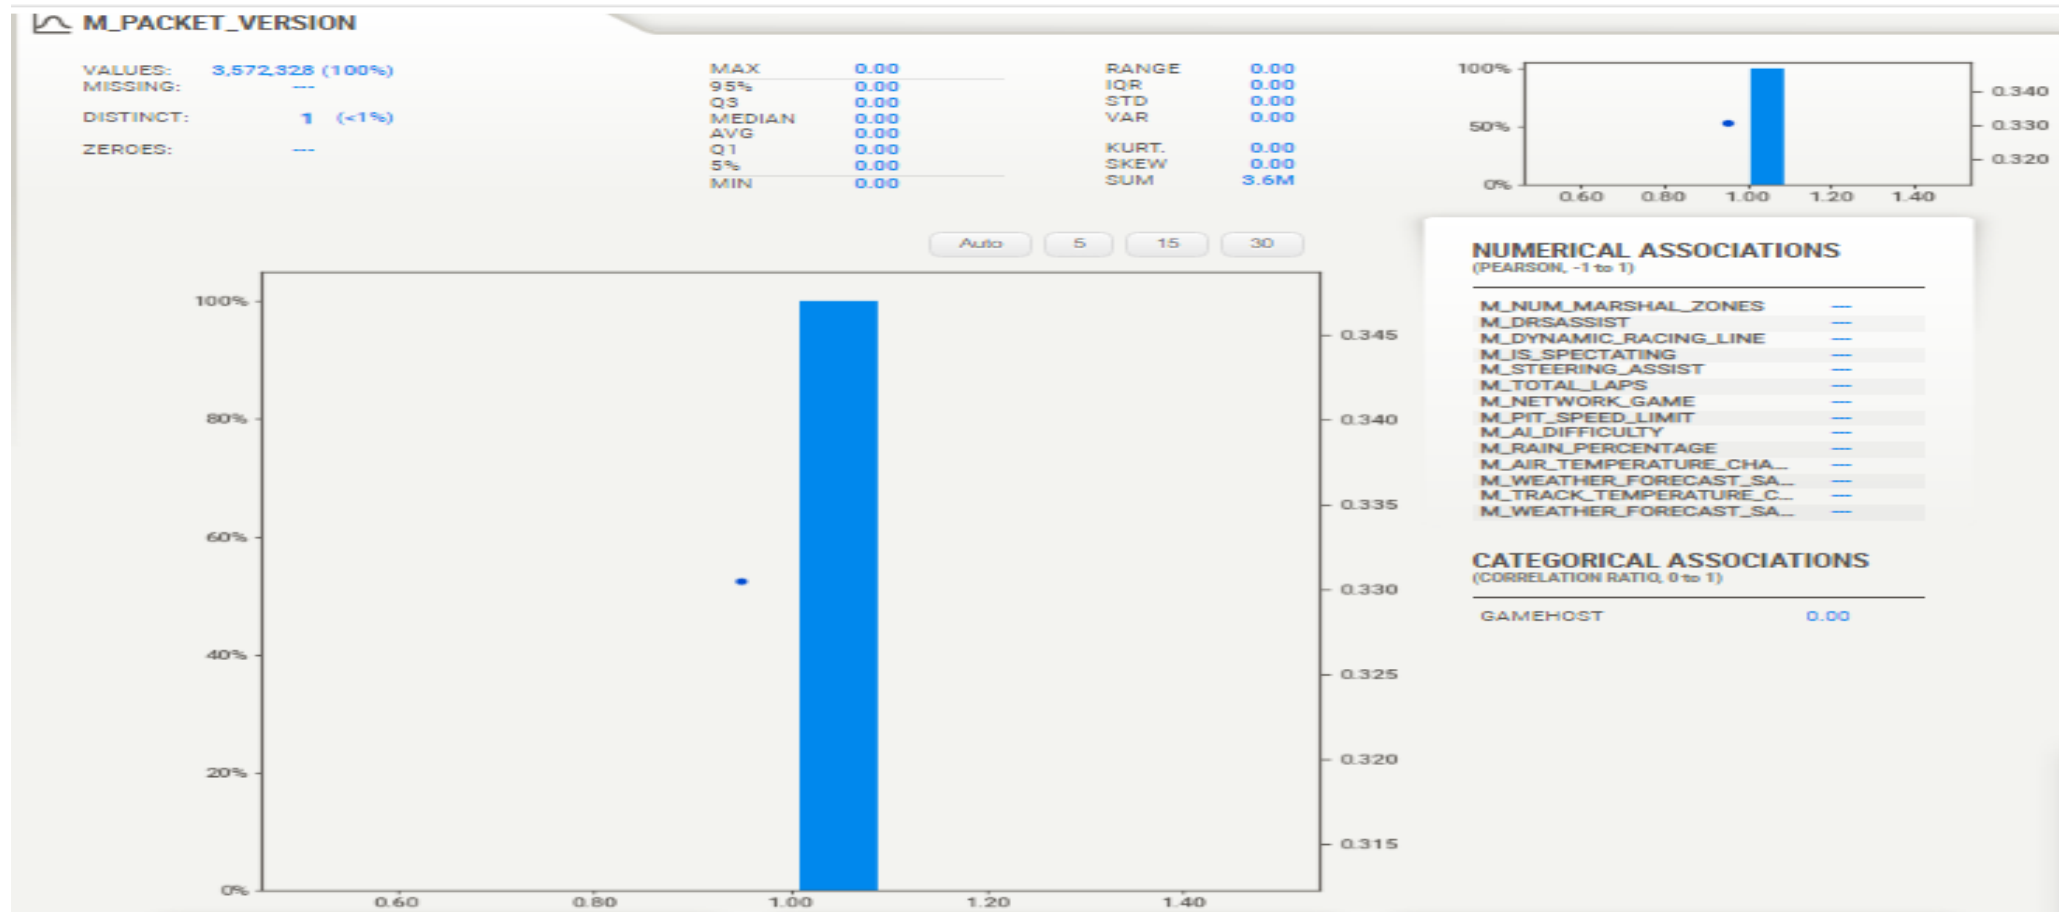 M_PACKET_VERSION
VALUES: 3,572,328 (100%)
MISSING: ---
DISTINCT: 1 (<1%)
ZEROES: ---
MAX 0.00
95% 0.00
Q3 0.00
MEDIAN 0.00
AVG 0.00
Q1 0.00
5% 0.00
MIN 0.00
RANGE 0.00
IQR 0.00
STD 0.00
VAR 0.00
KURT. 0.00
SKEW 0.00
SUM 3.6M
100%
50%
0%
0.340
0.330
0.320
0.60 0.80 1.00 1.20 1.40
Auto 5 15 30
100%
80%
60%
40%
20%
0%
0.345
0.340
0.335
0.330
0.325
0.320
0.315
0.60 0.80 1.00 1.20 1.40
NUMERICAL ASSOCIATIONS
(PEARSON, -1 to 1)
M_NUM_MARSHAL_ZONES ---
M_DRSASSIST ---
M_DYNAMIC_RACING_LINE ---
M_IS_SPECTATING ---
M_STEERING_ASSIST ---
M_TOTAL_LAPS ---
M_NETWORK_GAME ---
M_PIT_SPEED_LIMIT ---
M_AI_DIFFICULTY ---
M_RAIN_PERCENTAGE ---
M_AIR_TEMPERATURE_CHA... ---
M_WEATHER_FORECAST_SA... ---
M_TRACK_TEMPERATURE_C... ---
M_WEATHER_FORECAST_SA... ---
CATEGORICAL ASSOCIATIONS
(CORRELATION RATIO, 0 to 1)
GAMEHOST 0.00